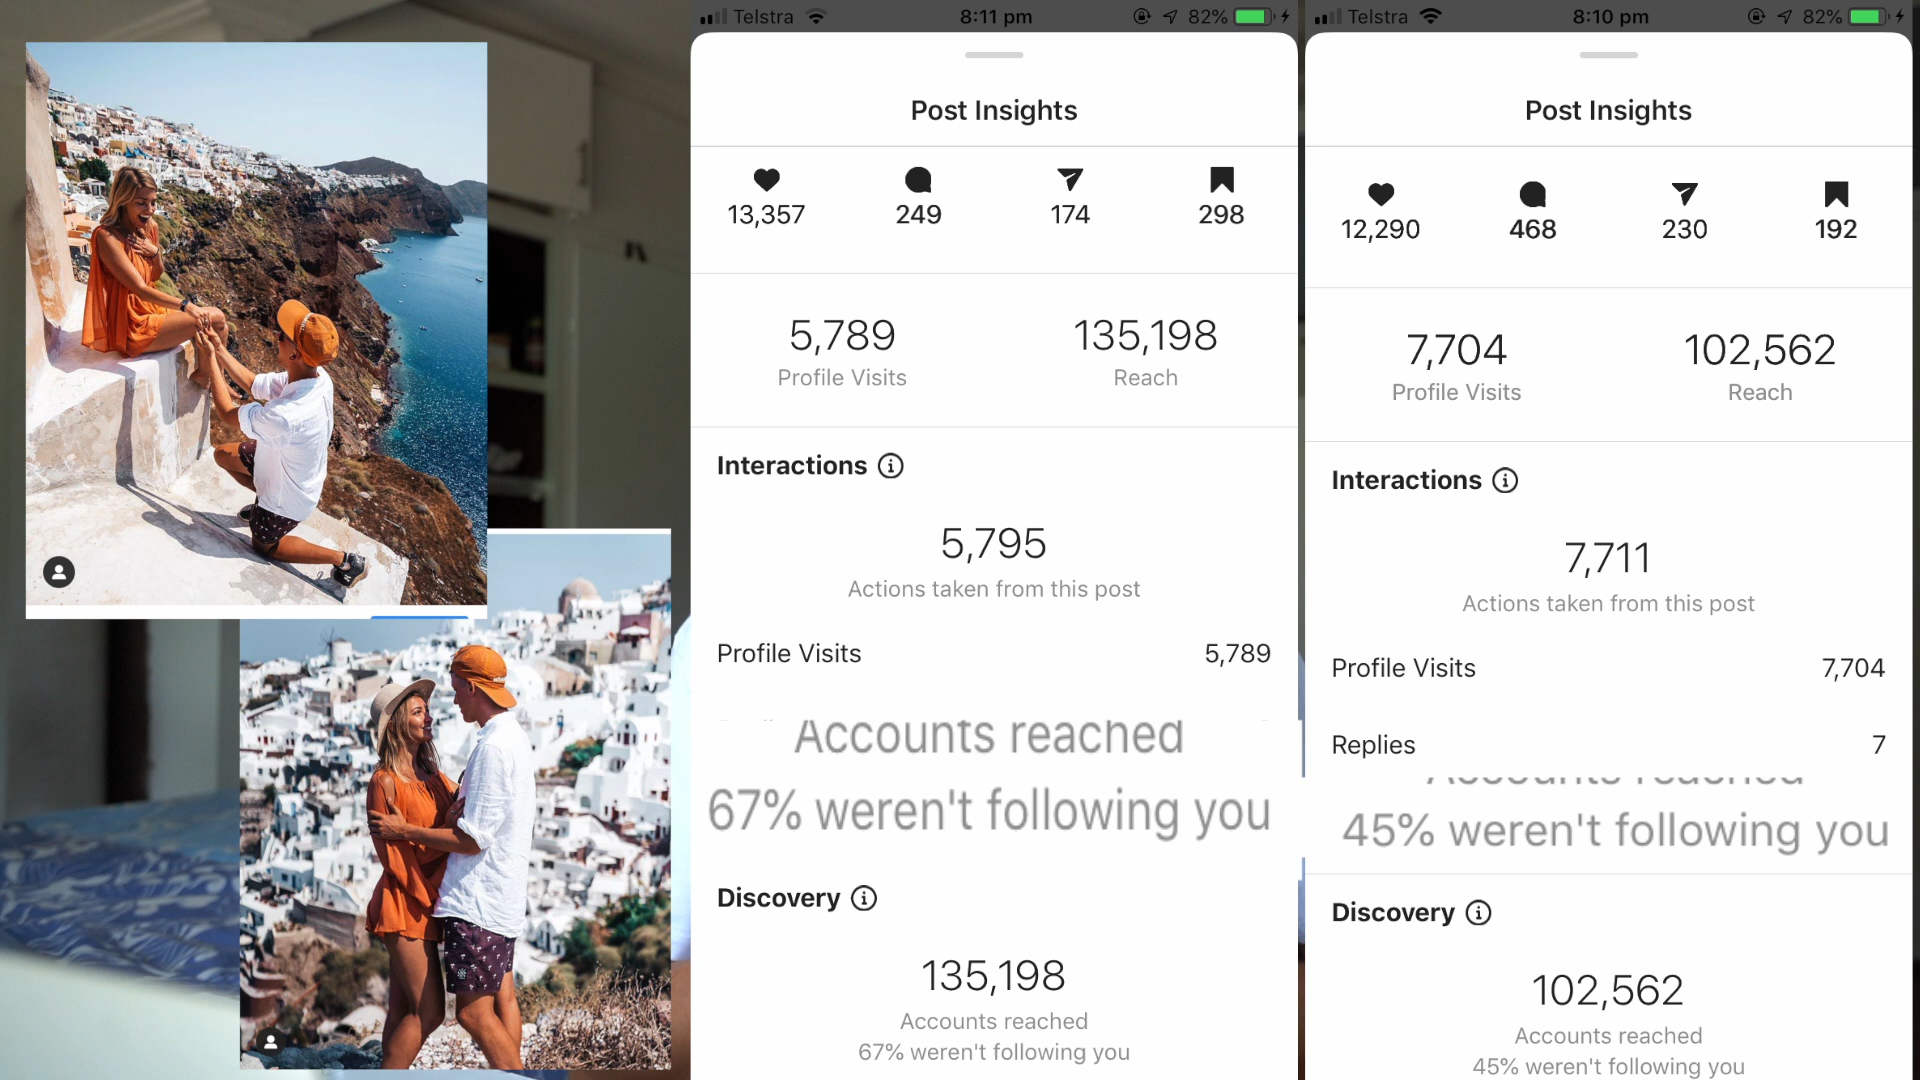 Telstra 8:11 pm 82%
Post Insights
13,357 249 174 298
5,789 135,198
Profile Visits Reach
Interactions
5,795
Actions taken from this post
Profile Visits 5,789
Accounts reached
67% weren't following you
Discovery
135,198
Accounts reached
67% weren't following you
Telstra 8:10 pm 82%
Post Insights
12,290 468 230 192
7,704 102,562
Profile Visits Reach
Interactions
7,711
Actions taken from this post
Profile Visits 7,704
Replies 7
Accounts reached
45% weren't following you
Discovery
102,562
Accounts reached
45% weren't following you